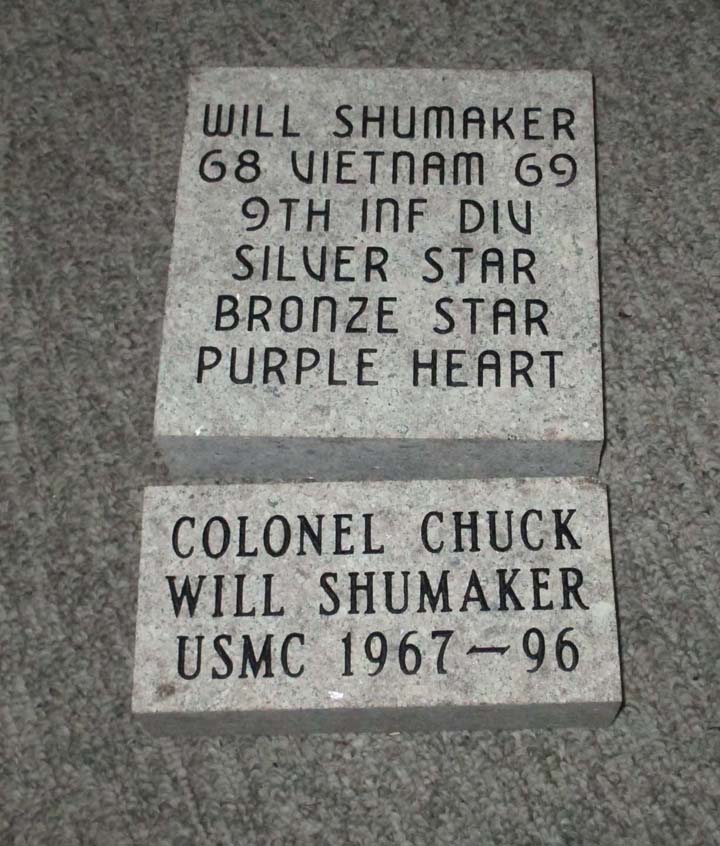 WILL SHUMAKER
68 VIETNAM 69
9TH INF DIV
SILVER STAR
BRONZE STAR
PURPLE HEART
COLONEL CHUCK
WILL SHUMAKER
USMC 1967-96